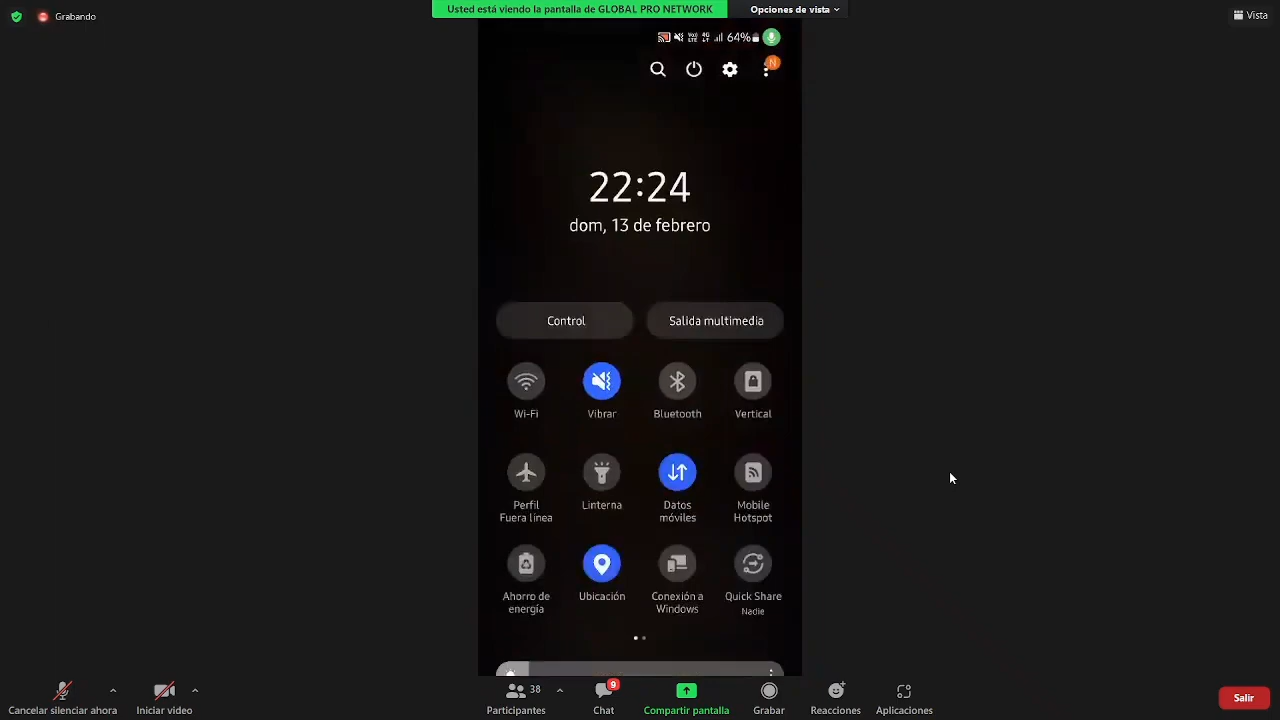 Grabando
Usted está viendo la pantalla de GLOBAL PRO NETWORK
Opciones de vista
Vista
64%
N
22:24
dom, 13 de febrero
Control
Salida multimedia
Wi-Fi
Vibrar
Bluetooth
Vertical
Perfil
Fuera línea
Linterna
Datos
móviles
Mobile
Hotspot
Ahorro de
energía
Ubicación
Conexión a
Windows
Quick Share
Nadie
Cancelar silenciar ahora
Iniciar video
38
Participantes
9
Chat
Compartir pantalla
Grabar
Reacciones
Aplicaciones
Salir